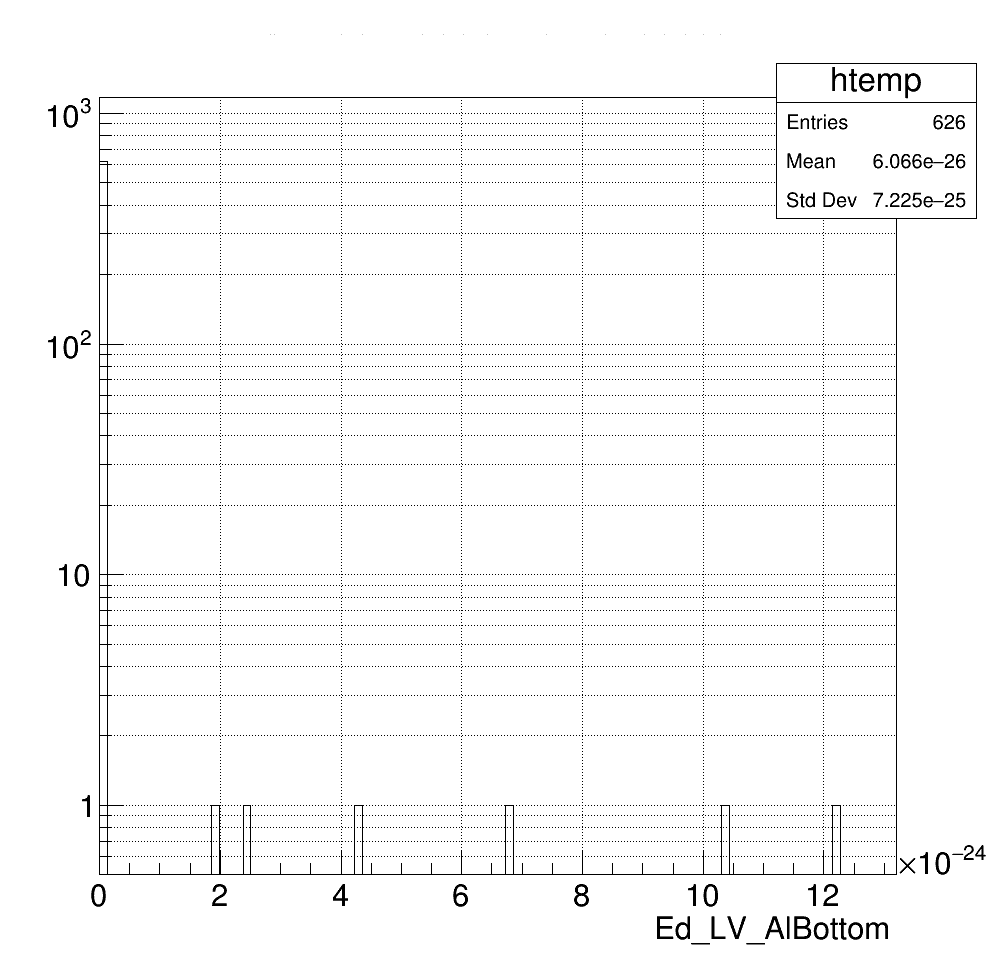 htemp
Entries 626
Mean 6.066e−26
Std Dev 7.225e−25
10³
10²
10
1
0 2 4 6 8 10 12
×10⁻²⁴
Ed_LV_AlBottom